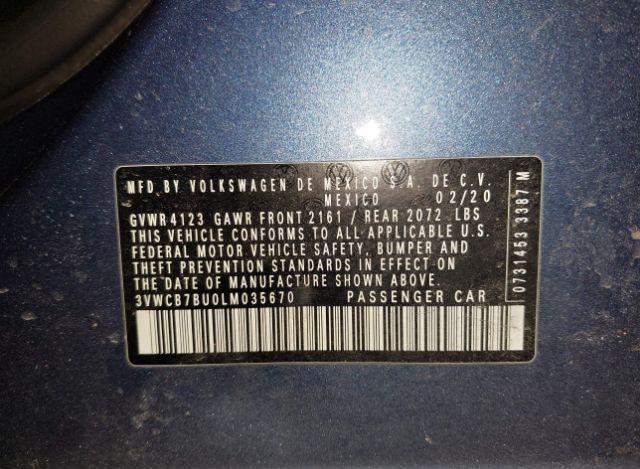 MFD BY VOLKSWAGEN DE MEXICO S.A. DE C.V.
MEXICO 02/20
GVWR 4123 GAWR FRONT 2161 / REAR 2072 LBS
THIS VEHICLE CONFORMS TO ALL APPLICABLE U.S.
FEDERAL MOTOR VEHICLE SAFETY, BUMPER AND
THEFT PREVENTION STANDARDS IN EFFECT ON
THE DATE OF MANUFACTURE SHOWN ABOVE.
3VWCB7BU0LM035670 PASSENGER CAR
0731453 3387 M